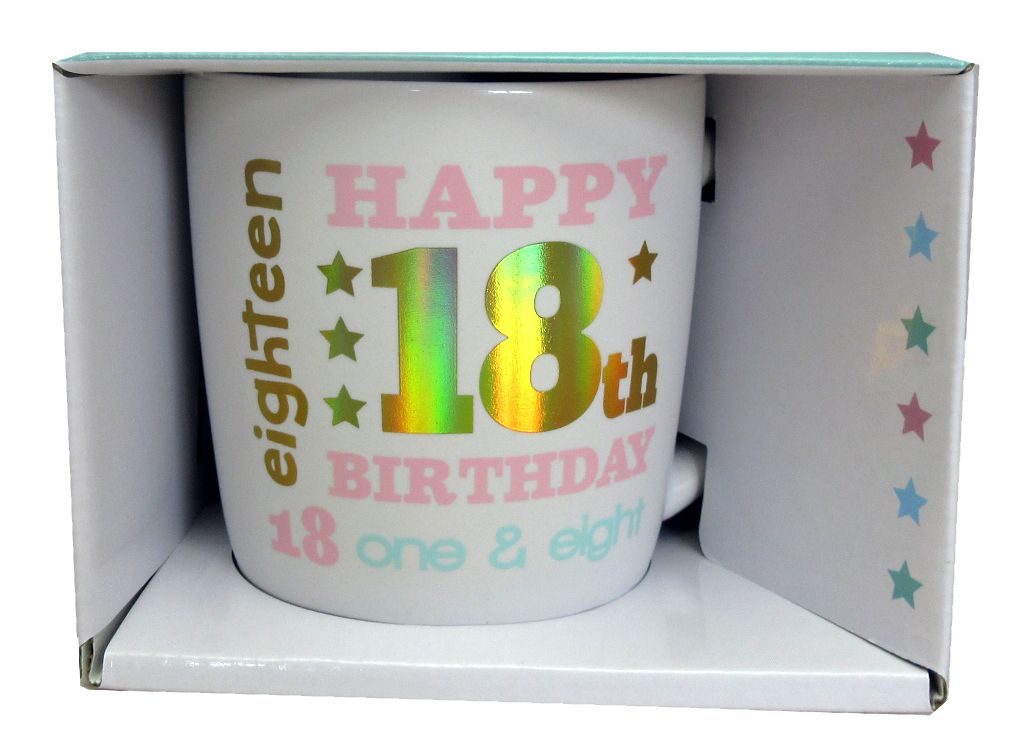 eighteen
HAPPY
18th
BIRTHDAY
18 one & eight